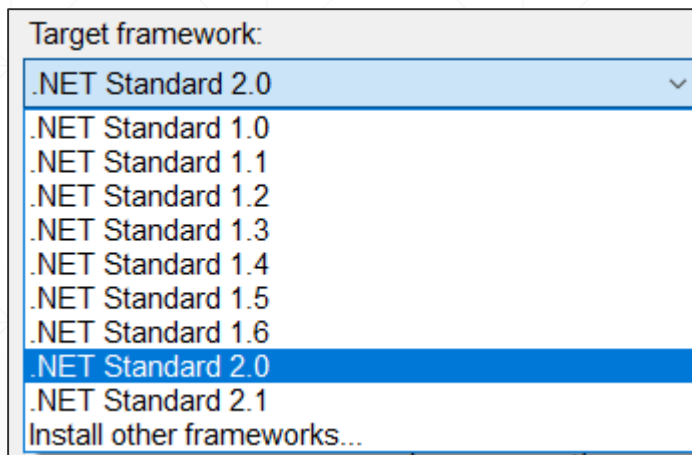 Target framework:
.NET Standard 2.0
.NET Standard 1.0
.NET Standard 1.1
.NET Standard 1.2
.NET Standard 1.3
.NET Standard 1.4
.NET Standard 1.5
.NET Standard 1.6
.NET Standard 2.0
.NET Standard 2.1
Install other frameworks...